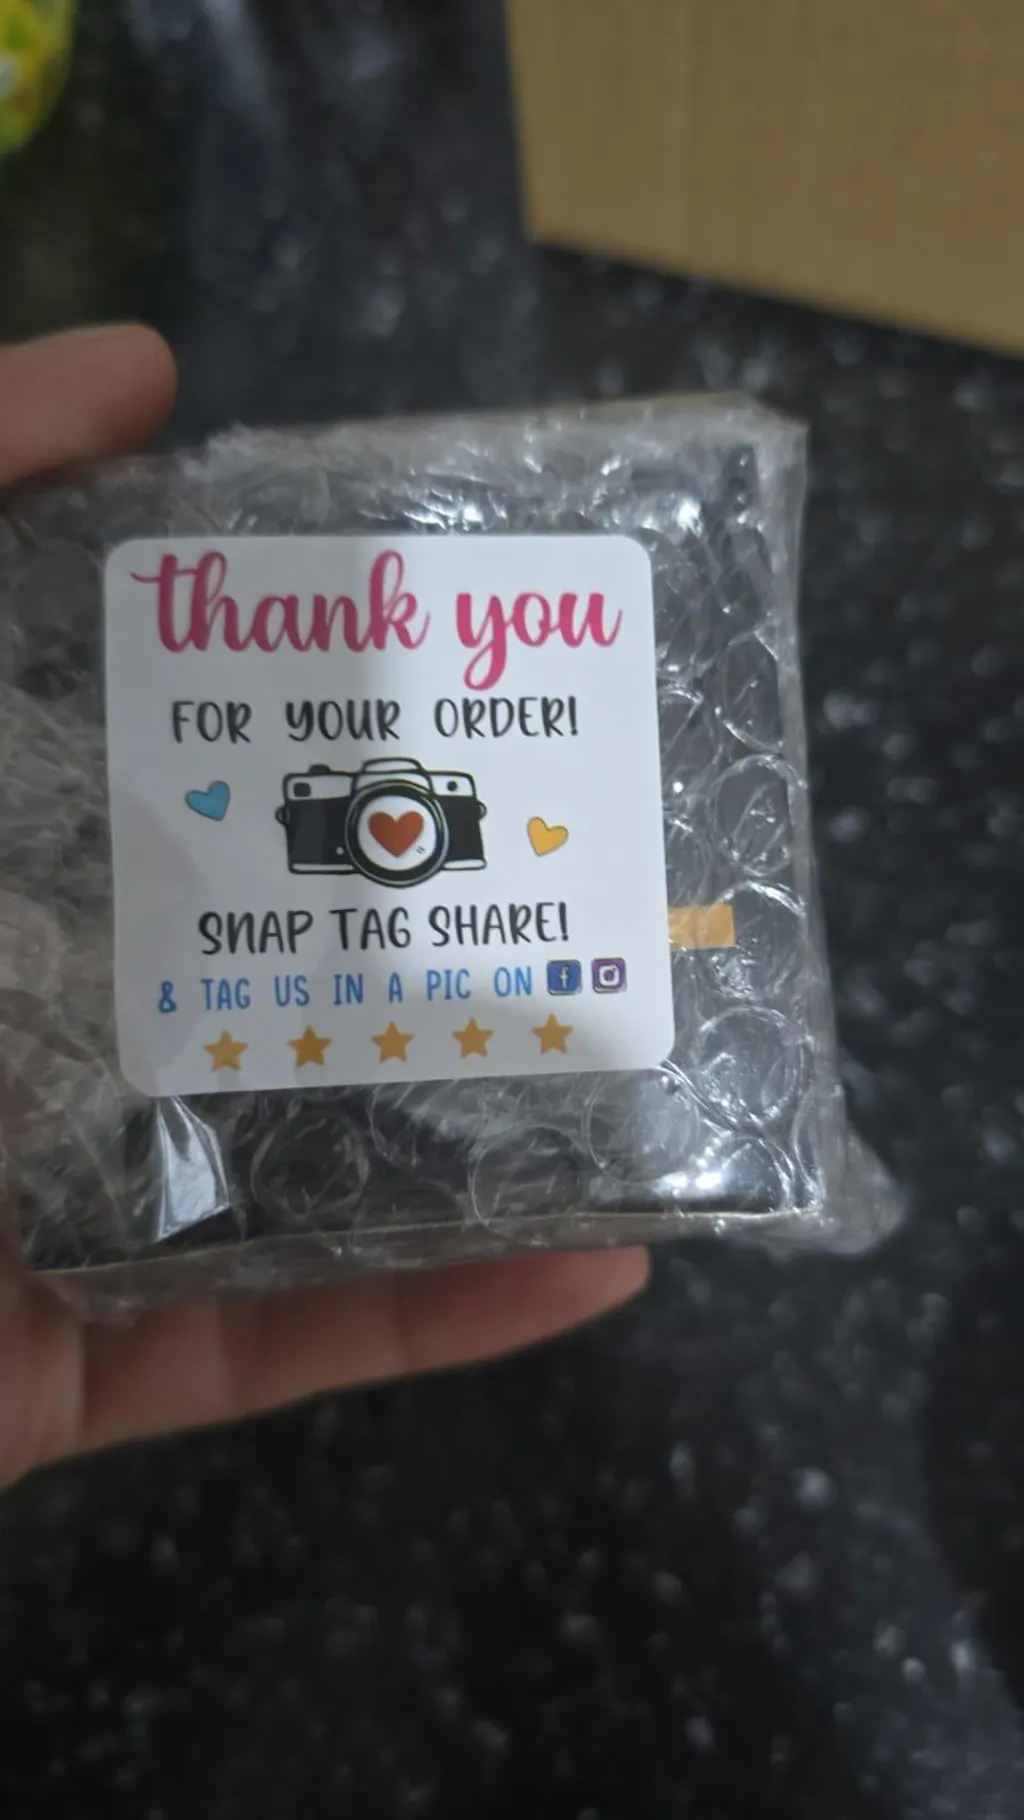 thank you
FOR YOUR ORDER!
SNAP TAG SHARE!
& TAG US IN A PIC ON